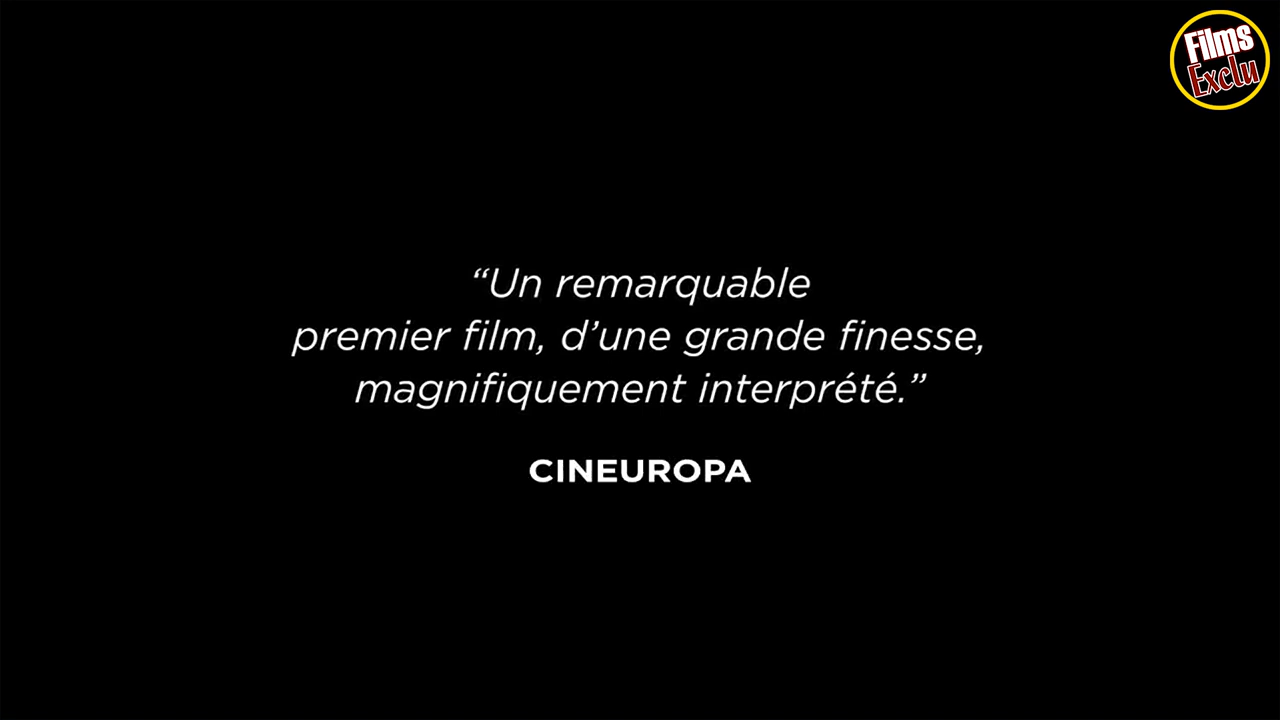 Films
Exclu
“Un remarquable
premier film, d’une grande finesse,
magnifiquement interprété.”
CINEUROPA